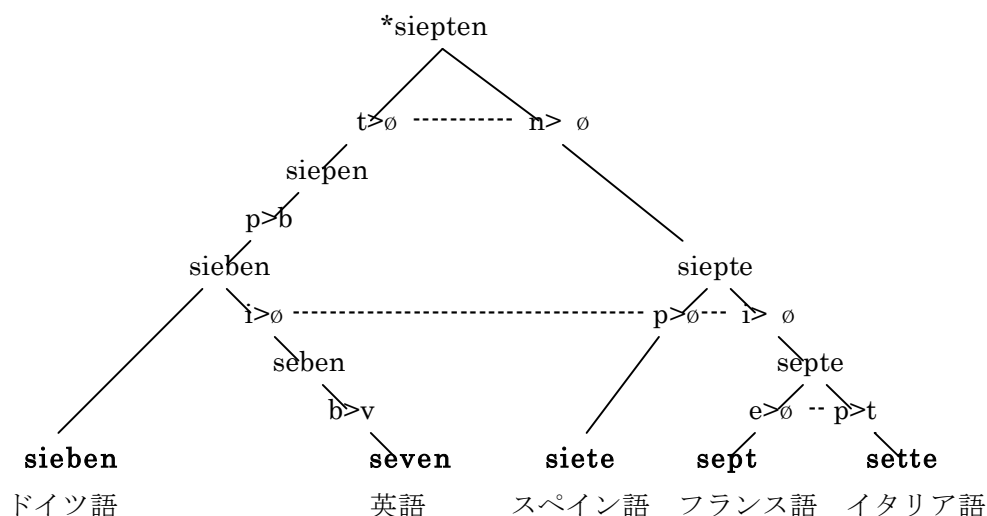 *siepten
t>ø n> ø
siepen
p>b
sieben siepte
i>ø p>ø i> ø
seben septe
b>v e>ø p>t
sieben seven siete sept sette
ドイツ語 英語 スペイン語 フランス語 イタリア語